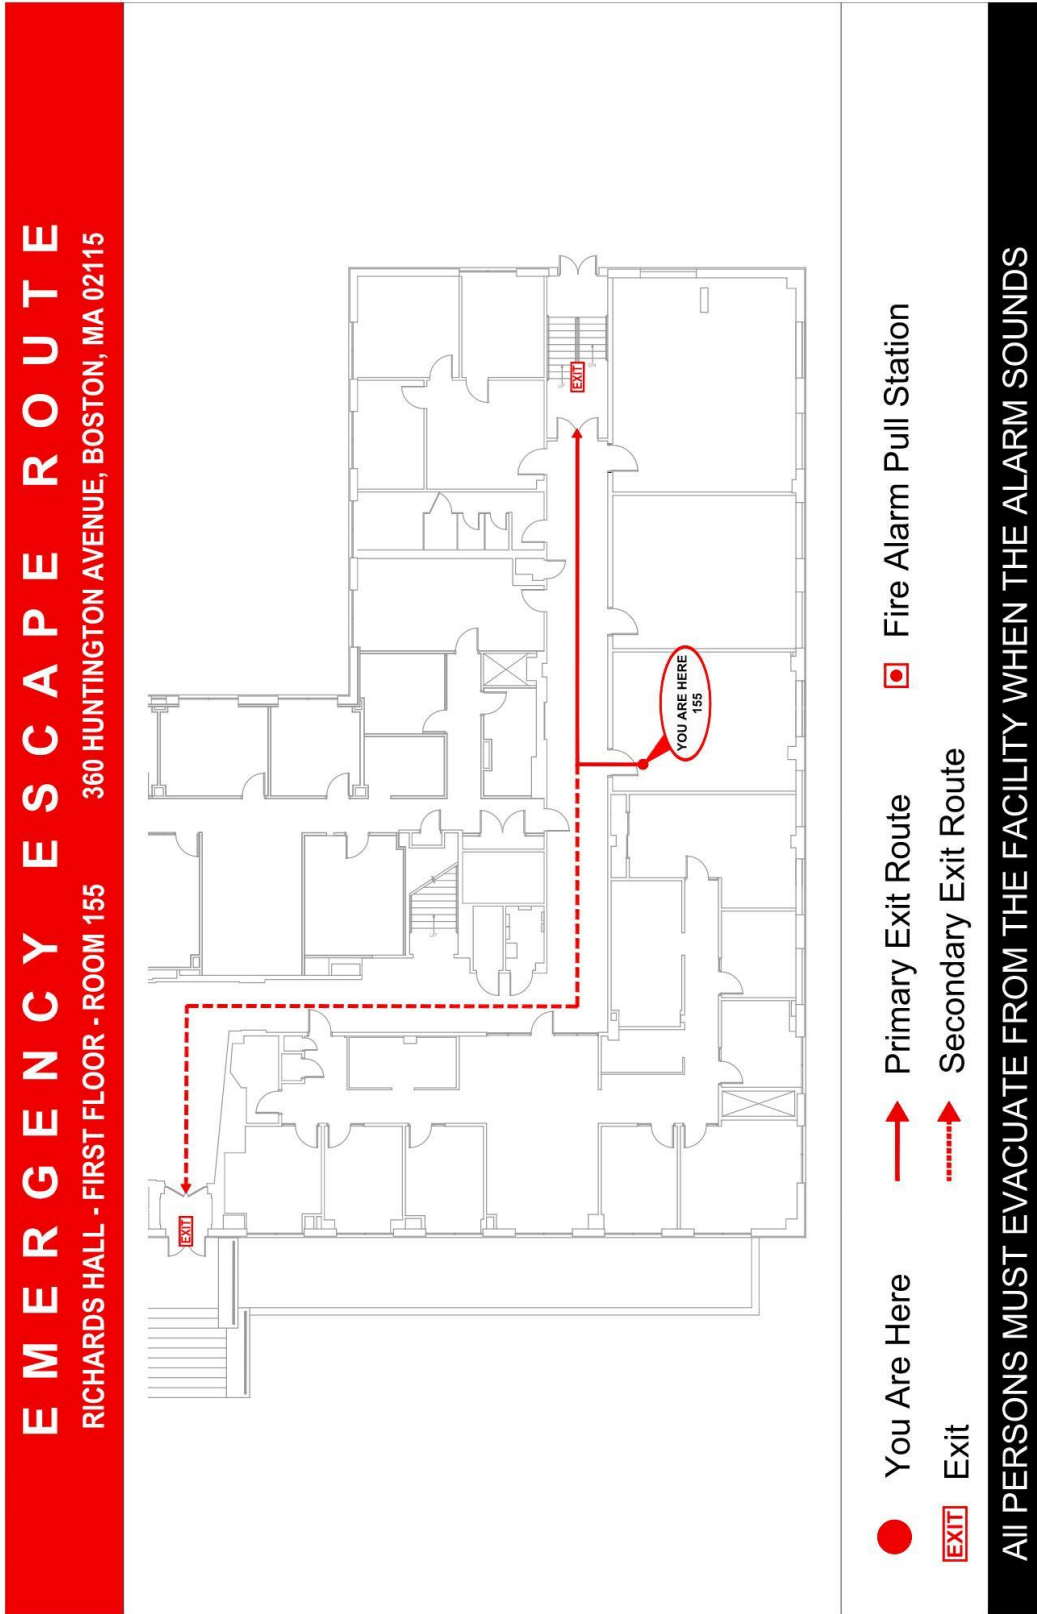 EMERGENCY ESCAPE ROUTE
RICHARDS HALL - FIRST FLOOR - ROOM 155 360 HUNTINGTON AVENUE, BOSTON, MA 02115
EXIT
EXIT
YOU ARE HERE
155
You Are Here
Primary Exit Route
Fire Alarm Pull Station
EXIT Exit
Secondary Exit Route
All PERSONS MUST EVACUATE FROM THE FACILITY WHEN THE ALARM SOUNDS